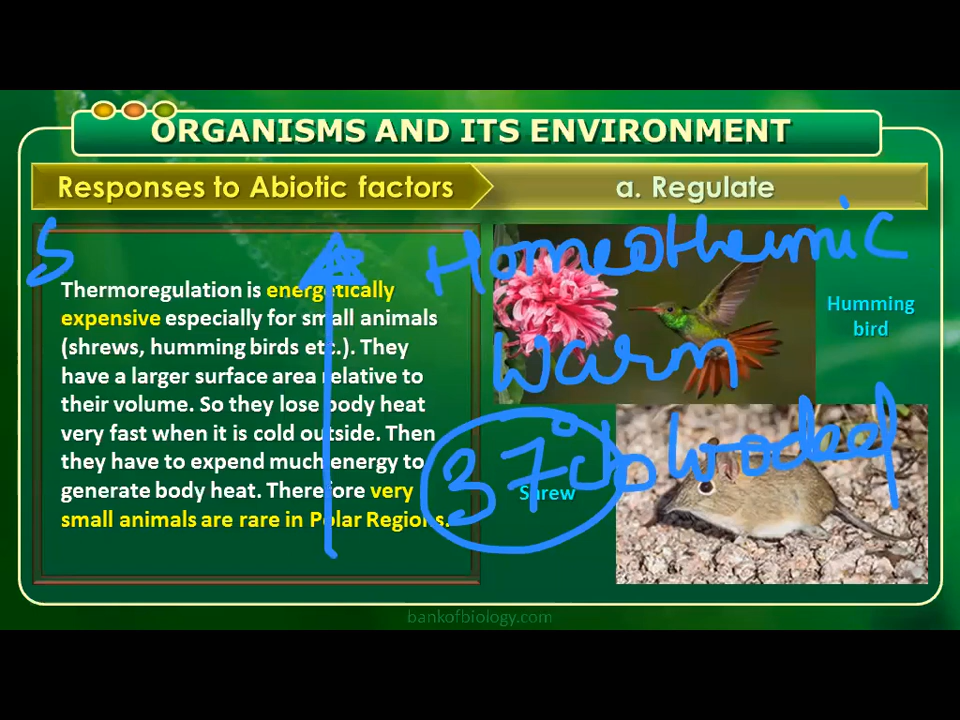 ORGANISMS AND ITS ENVIRONMENT
Responses to Abiotic factors
a. Regulate
5
Homeothermic
Thermoregulation is energetically
expensive especially for small animals
(shrews, humming birds etc.). They
have a larger surface area relative to
their volume. So they lose body heat
very fast when it is cold outside. Then
they have to expend much energy to
generate body heat. Therefore very
small animals are rare in Polar Regions.
Humming
bird
Warm
37°
Shrew
bankofbiology.com